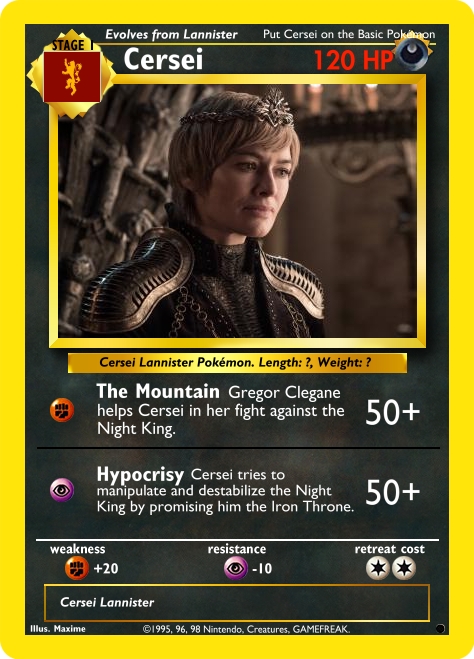 Evolves from Lannister
Put Cersei on the Basic Pokémon
STAGE 1
Cersei
120 HP
Cersei Lannister Pokémon. Length: ?, Weight: ?
The Mountain Gregor Clegane
helps Cersei in her fight against the
Night King.
50+
Hypocrisy Cersei tries to
manipulate and destabilize the Night
King by promising him the Iron Throne.
50+
weakness
resistance
retreat cost
+20
-10
Cersei Lannister
Illus. Maxime
©1995, 96, 98 Nintendo, Creatures, GAMEFREAK.